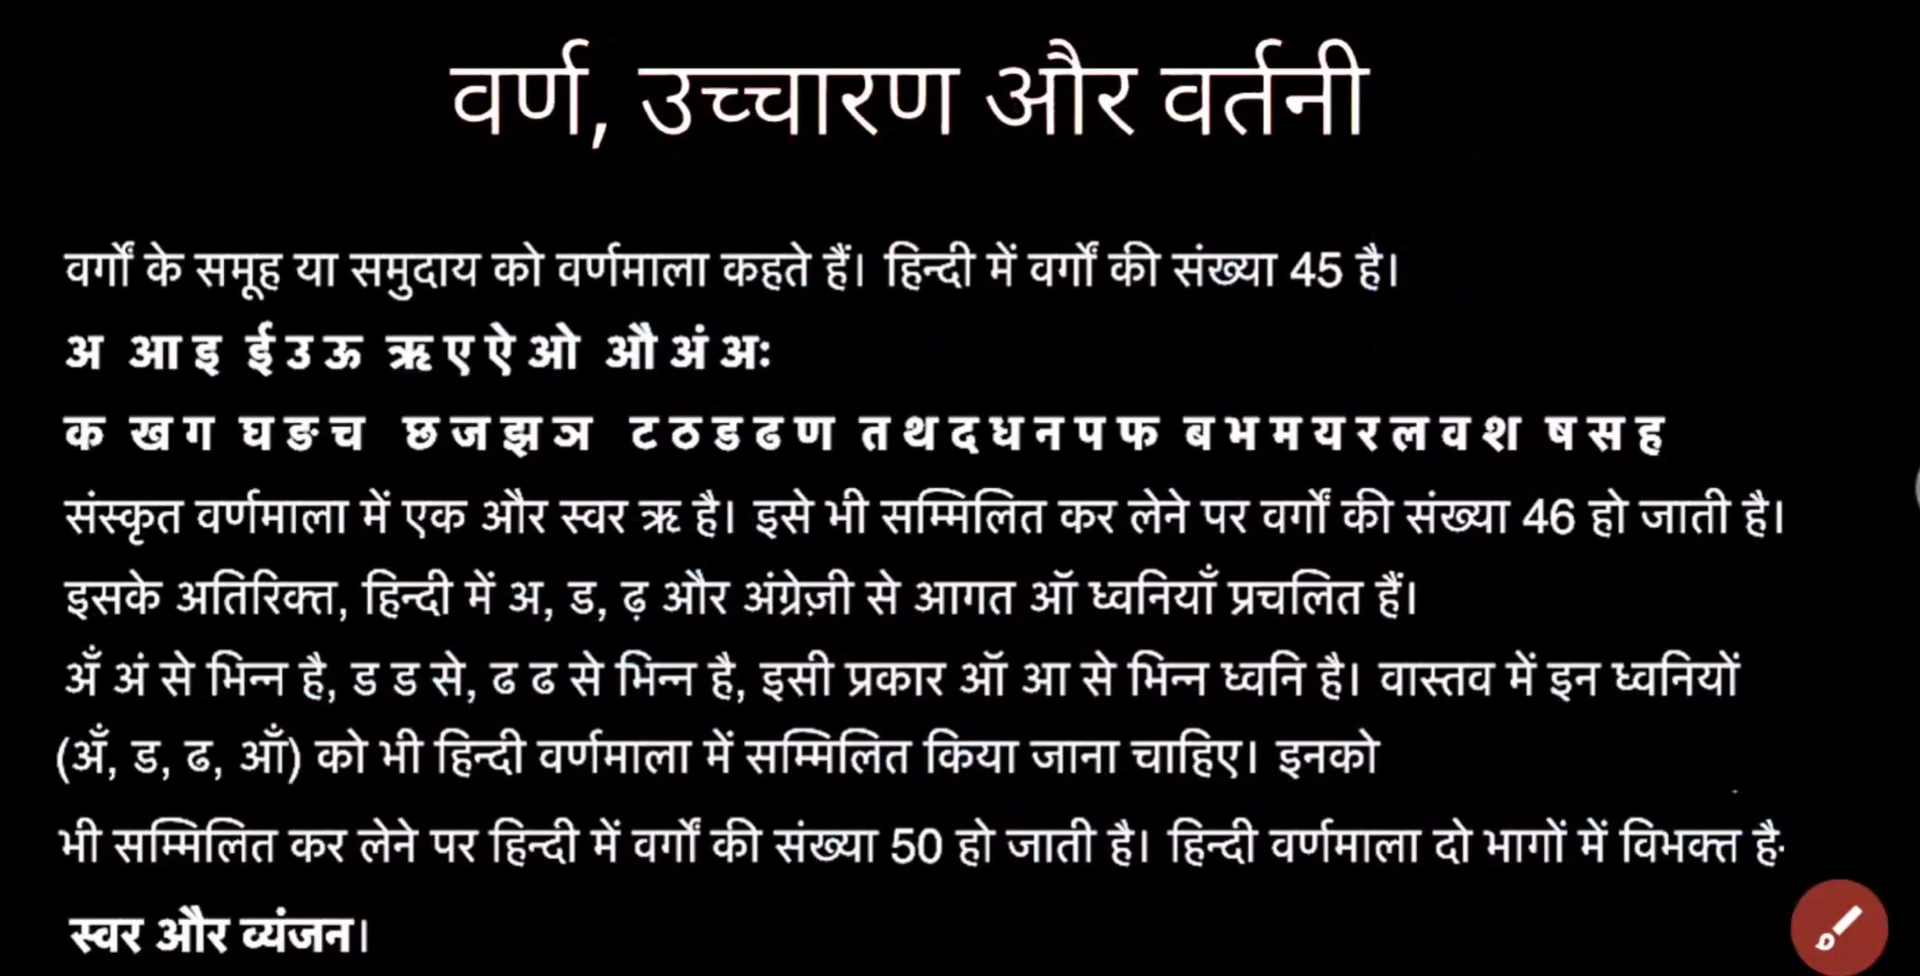 वर्ण, उच्चारण और वर्तनी
वर्गों के समूह या समुदाय को वर्णमाला कहते हैं। हिन्दी में वर्गों की संख्या 45 है।
अ आ इ ई उ ऊ ऋ ए ऐ ओ औ अं अः
क ख ग घ ङ च छ ज झ ञ ट ठ ड ढ ण त थ द ध न प फ ब भ म य र ल व श ष स ह
संस्कृत वर्णमाला में एक और स्वर ऋ है। इसे भी सम्मिलित कर लेने पर वर्गों की संख्या 46 हो जाती है।
इसके अतिरिक्त, हिन्दी में अ, ड, ढ़ और अंग्रेज़ी से आगत ऑ ध्वनियाँ प्रचलित हैं।
अँ अं से भिन्न है, ड ड से, ढ ढ से भिन्न है, इसी प्रकार ऑ आ से भिन्न ध्वनि है। वास्तव में इन ध्वनियों
(अँ, ड, ढ, आँ) को भी हिन्दी वर्णमाला में सम्मिलित किया जाना चाहिए। इनको
भी सम्मिलित कर लेने पर हिन्दी में वर्गों की संख्या 50 हो जाती है। हिन्दी वर्णमाला दो भागों में विभक्त है-
स्वर और व्यंजन।